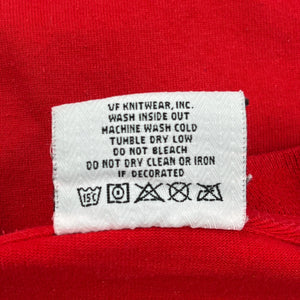 VF KNITWEAR, INC.
WASH INSIDE OUT
MACHINE WASH COLD
TUMBLE DRY LOW
DO NOT BLEACH
DO NOT DRY CLEAN OR IRON
IF DECORATED
15°C